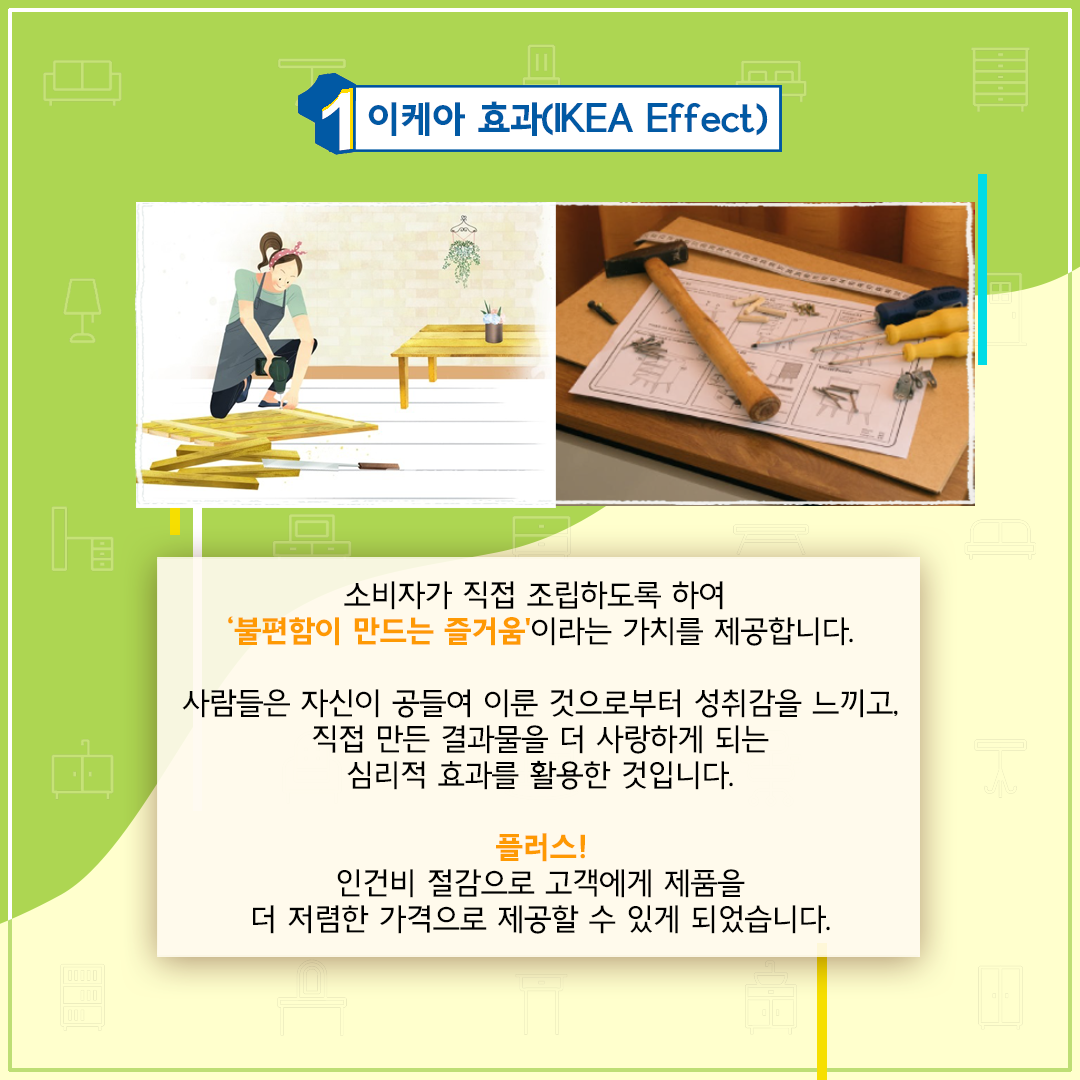 1 이케아 효과(IKEA Effect)
소비자가 직접 조립하도록 하여
‘불편함이 만드는 즐거움'이라는 가치를 제공합니다.
사람들은 자신이 공들여 이룬 것으로부터 성취감을 느끼고,
직접 만든 결과물을 더 사랑하게 되는
심리적 효과를 활용한 것입니다.
플러스!
인건비 절감으로 고객에게 제품을
더 저렴한 가격으로 제공할 수 있게 되었습니다.